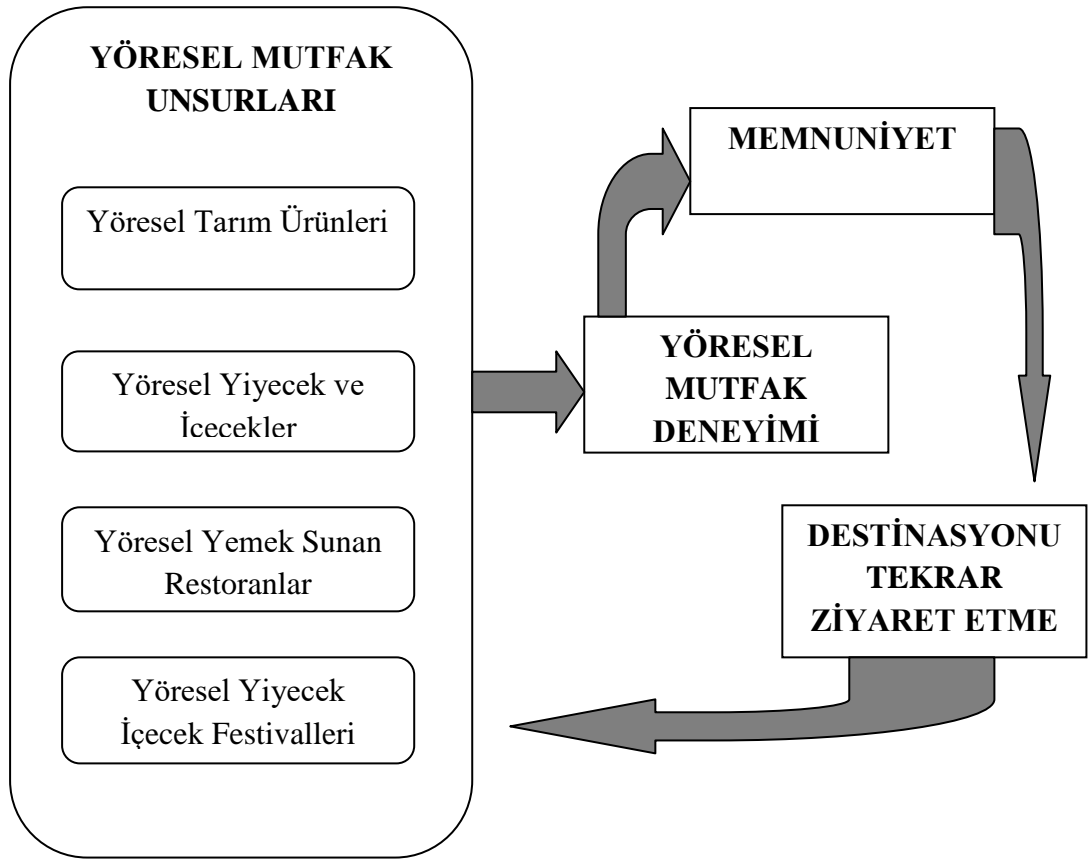 YÖRESEL MUTFAK
UNSURLARI
Yöresel Tarım Ürünleri
Yöresel Yiyecek ve
İcecekler
Yöresel Yemek Sunan
Restoranlar
Yöresel Yiyecek
İçecek Festivalleri
YÖRESEL
MUTFAK
DENEYİMİ
MEMNUNİYET
DESTİNASYONU
TEKRAR
ZİYARET ETME